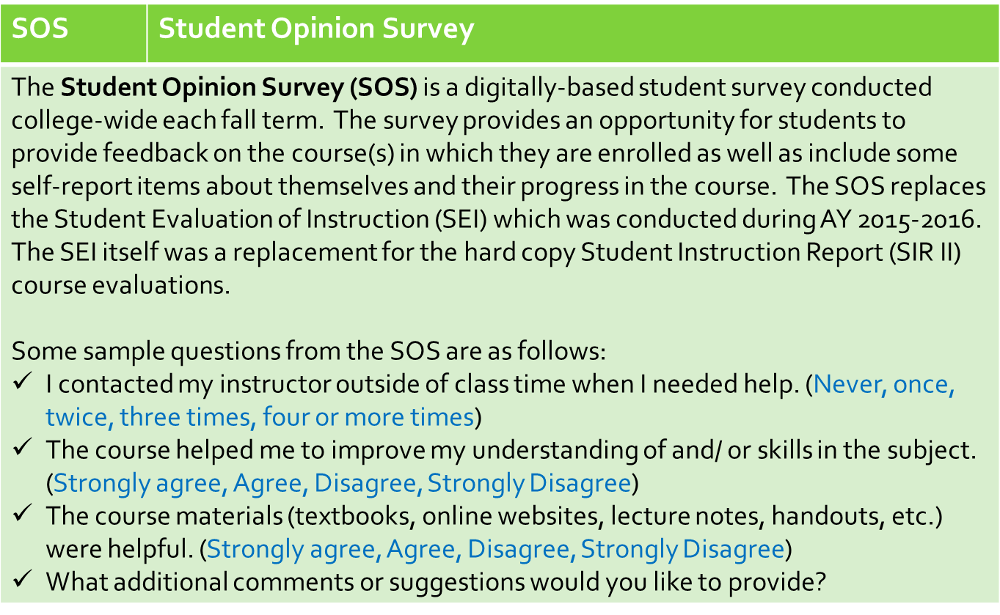 SOS Student Opinion Survey
The Student Opinion Survey (SOS) is a digitally-based student survey conducted
college-wide each fall term. The survey provides an opportunity for students to
provide feedback on the course(s) in which they are enrolled as well as include some
self-report items about themselves and their progress in the course. The SOS replaces
the Student Evaluation of Instruction (SEI) which was conducted during AY 2015-2016.
The SEI itself was a replacement for the hard copy Student Instruction Report (SIR II)
course evaluations.
Some sample questions from the SOS are as follows:
✓ I contacted my instructor outside of class time when I needed help. (Never, once,
twice, three times, four or more times)
✓ The course helped me to improve my understanding of and/ or skills in the subject.
(Strongly agree, Agree, Disagree, Strongly Disagree)
✓ The course materials (textbooks, online websites, lecture notes, handouts, etc.)
were helpful. (Strongly agree, Agree, Disagree, Strongly Disagree)
✓ What additional comments or suggestions would you like to provide?